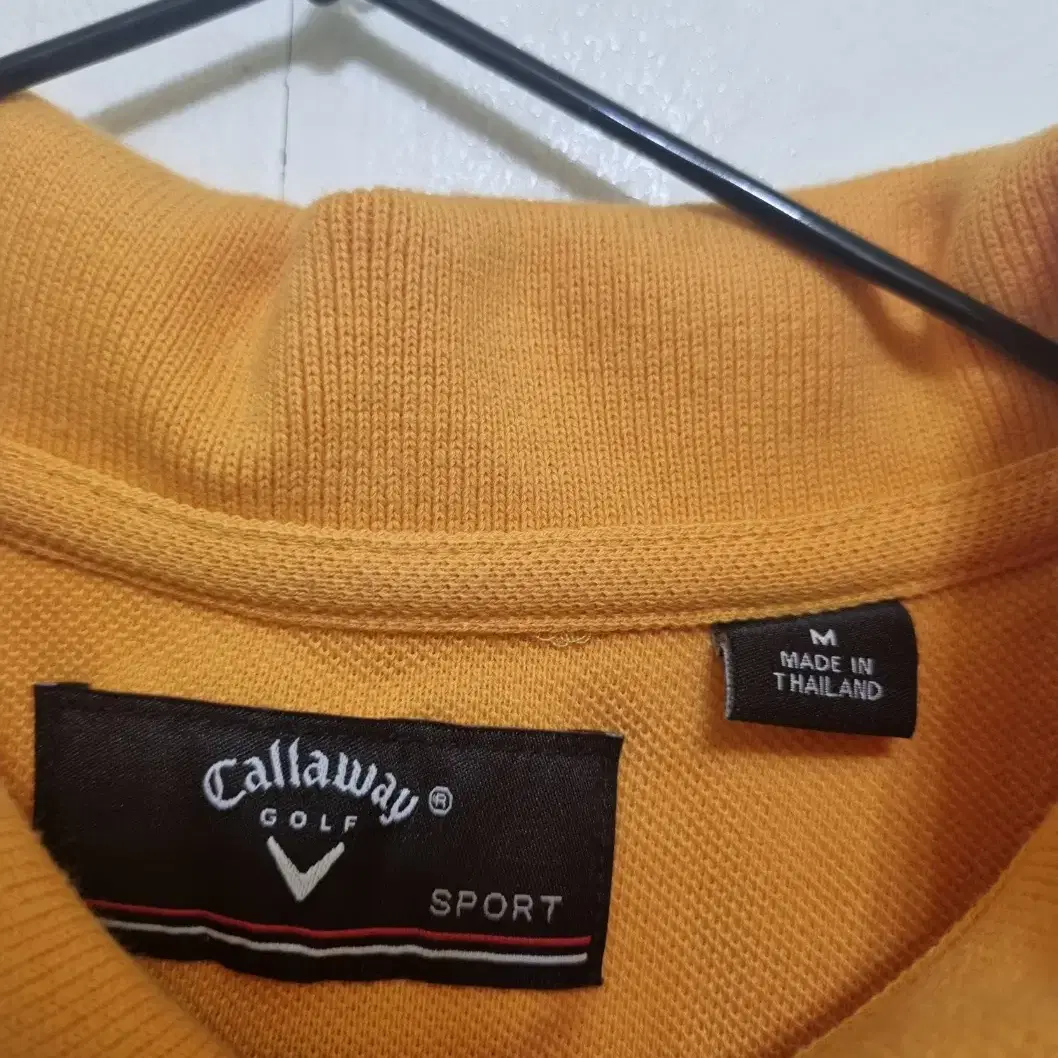 M
MADE IN
THAILAND
Callaway®
GOLF
SPORT